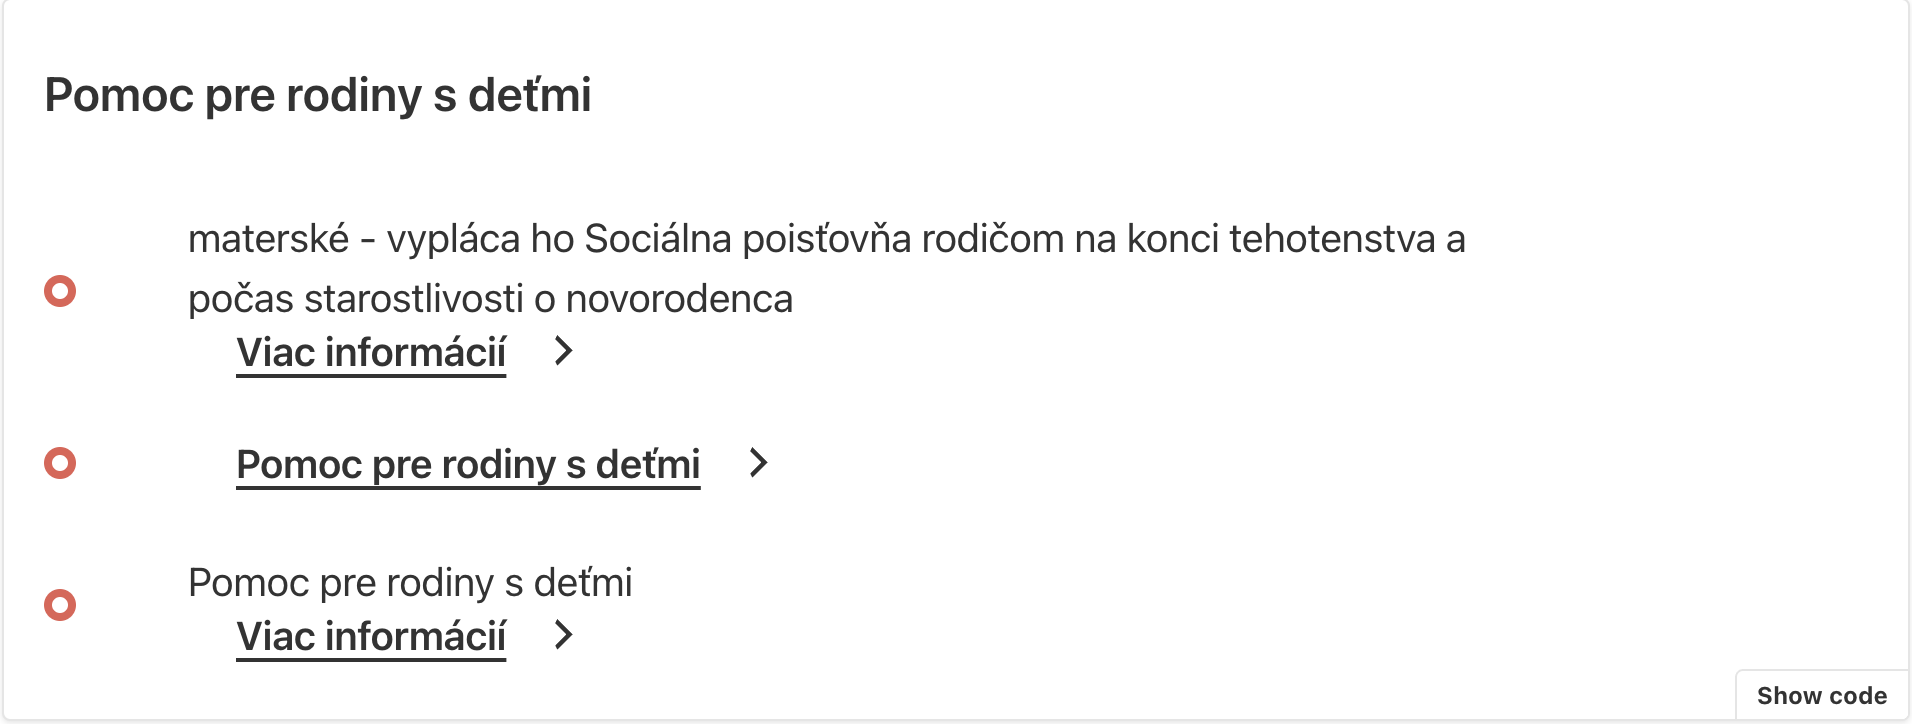 Pomoc pre rodiny s deťmi
materské - vypláca ho Sociálna poisťovňa rodičom na konci tehotenstva a
počas starostlivosti o novorodenca
Viac informácií
Pomoc pre rodiny s deťmi
Pomoc pre rodiny s deťmi
Viac informácií
Show code